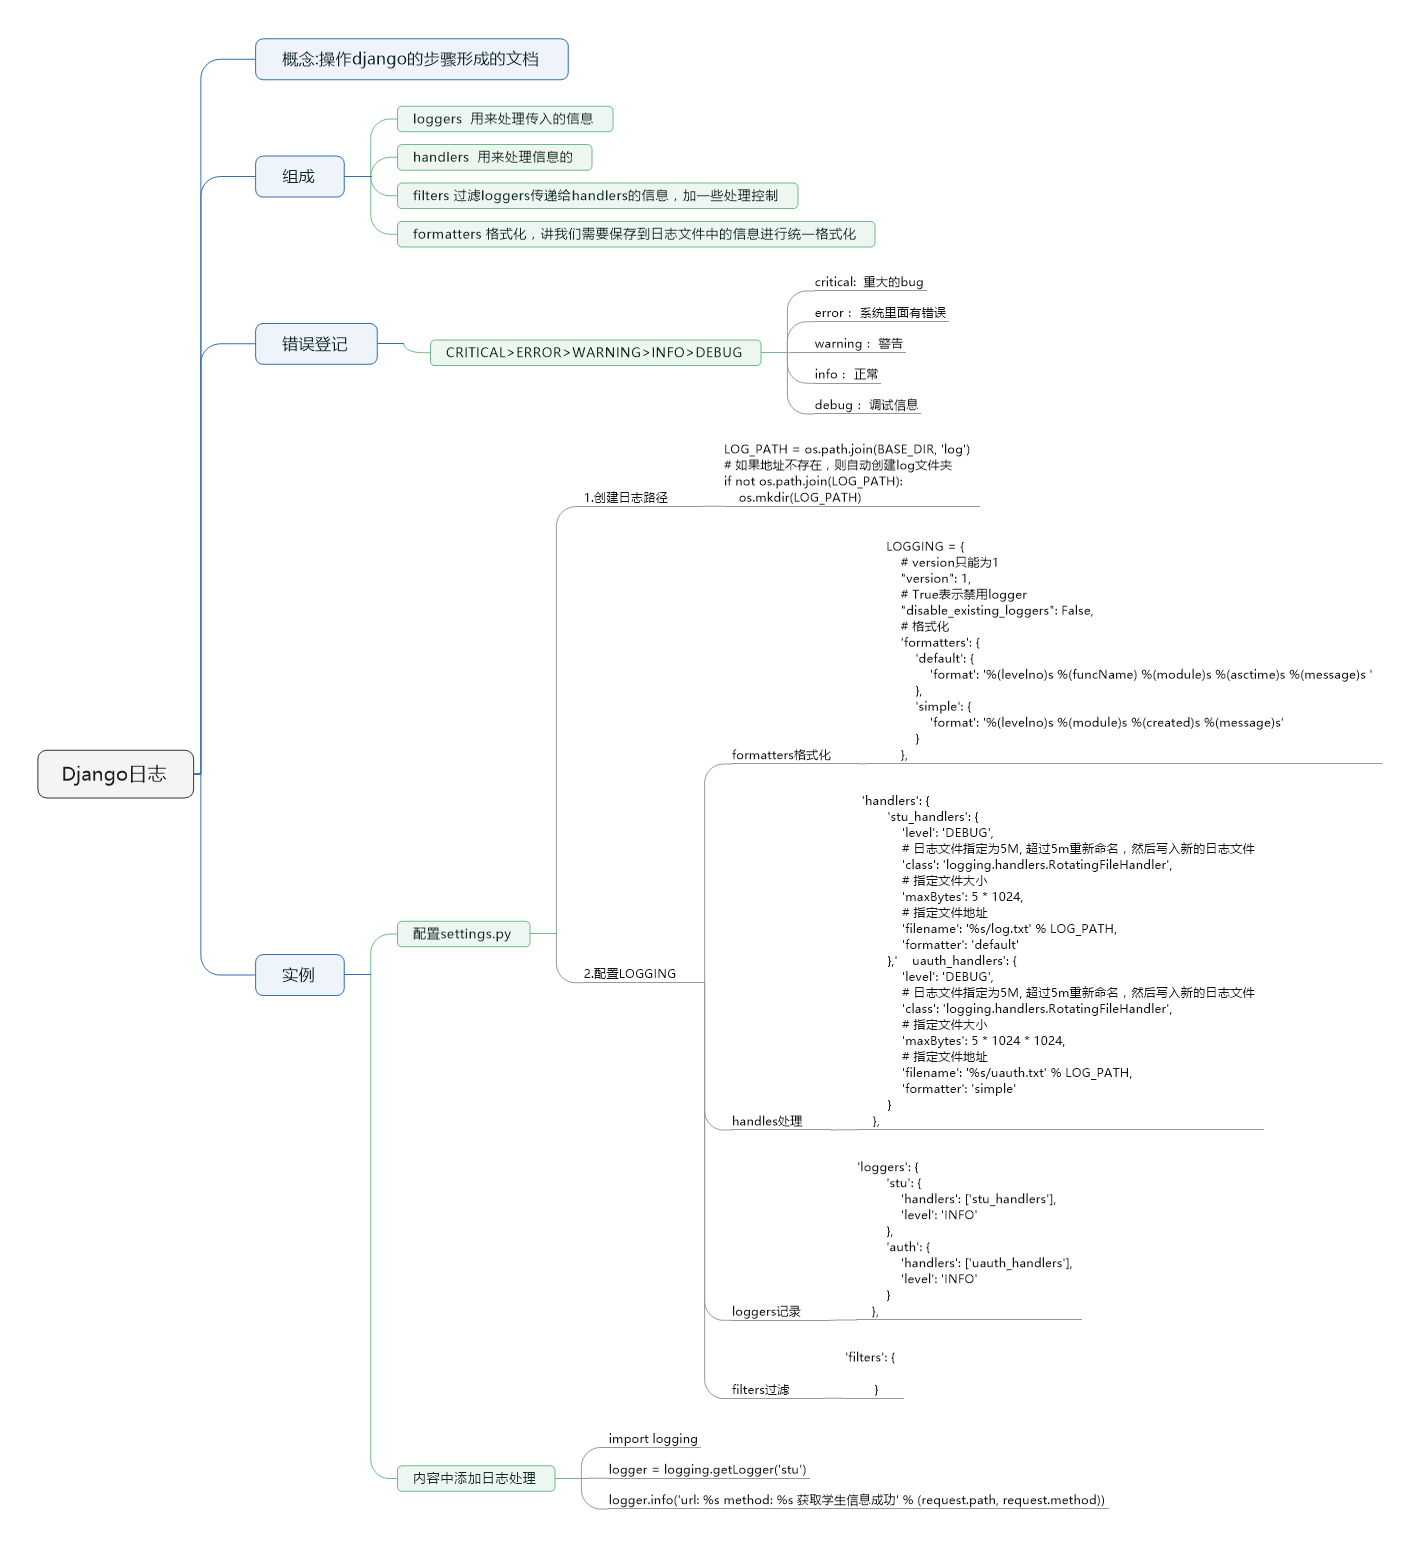 概念:操作django的步骤形成的文档
组成
loggers  用来处理传入的信息
handlers  用来处理信息的
filters 过滤loggers传递给handlers的信息，加一些处理控制
formatters 格式化，讲我们需要保存到日志文件中的信息进行统一格式化
错误登记
CRITICAL>ERROR>WARNING>INFO>DEBUG
critical:  重大的bug
error： 系统里面有错误
warning： 警告
info： 正常
debug： 调试信息
Django日志
实例
配置settings.py
1.创建日志路径
LOG_PATH = os.path.join(BASE_DIR, 'log')
# 如果地址不存在，则自动创建log文件夹
if not os.path.join(LOG_PATH):
    os.mkdir(LOG_PATH)
2.配置LOGGING
formatters格式化
LOGGING = {
    # version只能为1
    "version": 1,
    # True表示禁用logger
    "disable_existing_loggers": False,
    # 格式化
    'formatters': {
        'default': {
            'format': '%(levelno)s %(funcName) %(module)s %(asctime)s %(message)s '
        },
        'simple': {
            'format': '%(levelno)s %(module)s %(created)s %(message)s'
        }
    },
handles处理
'handlers': {
        'stu_handlers': {
            'level': 'DEBUG',
            # 日志文件指定为5M, 超过5m重新命名，然后写入新的日志文件
            'class': 'logging.handlers.RotatingFileHandler',
            # 指定文件大小
            'maxBytes': 5 * 1024,
            # 指定文件地址
            'filename': '%s/log.txt' % LOG_PATH,
            'formatter': 'default'
        },'    uauth_handlers': {
            'level': 'DEBUG',
            # 日志文件指定为5M, 超过5m重新命名，然后写入新的日志文件
            'class': 'logging.handlers.RotatingFileHandler',
            # 指定文件大小
            'maxBytes': 5 * 1024 * 1024,
            # 指定文件地址
            'filename': '%s/uauth.txt' % LOG_PATH,
            'formatter': 'simple'
        }
    },
loggers记录
'loggers': {
        'stu': {
            'handlers': ['stu_handlers'],
            'level': 'INFO'
        },
        'auth': {
            'handlers': ['uauth_handlers'],
            'level': 'INFO'
        }
    },
filters过滤
'filters': {
        }
内容中添加日志处理
import logging
logger = logging.getLogger('stu')
logger.info('url: %s method: %s 获取学生信息成功' % (request.path, request.method))